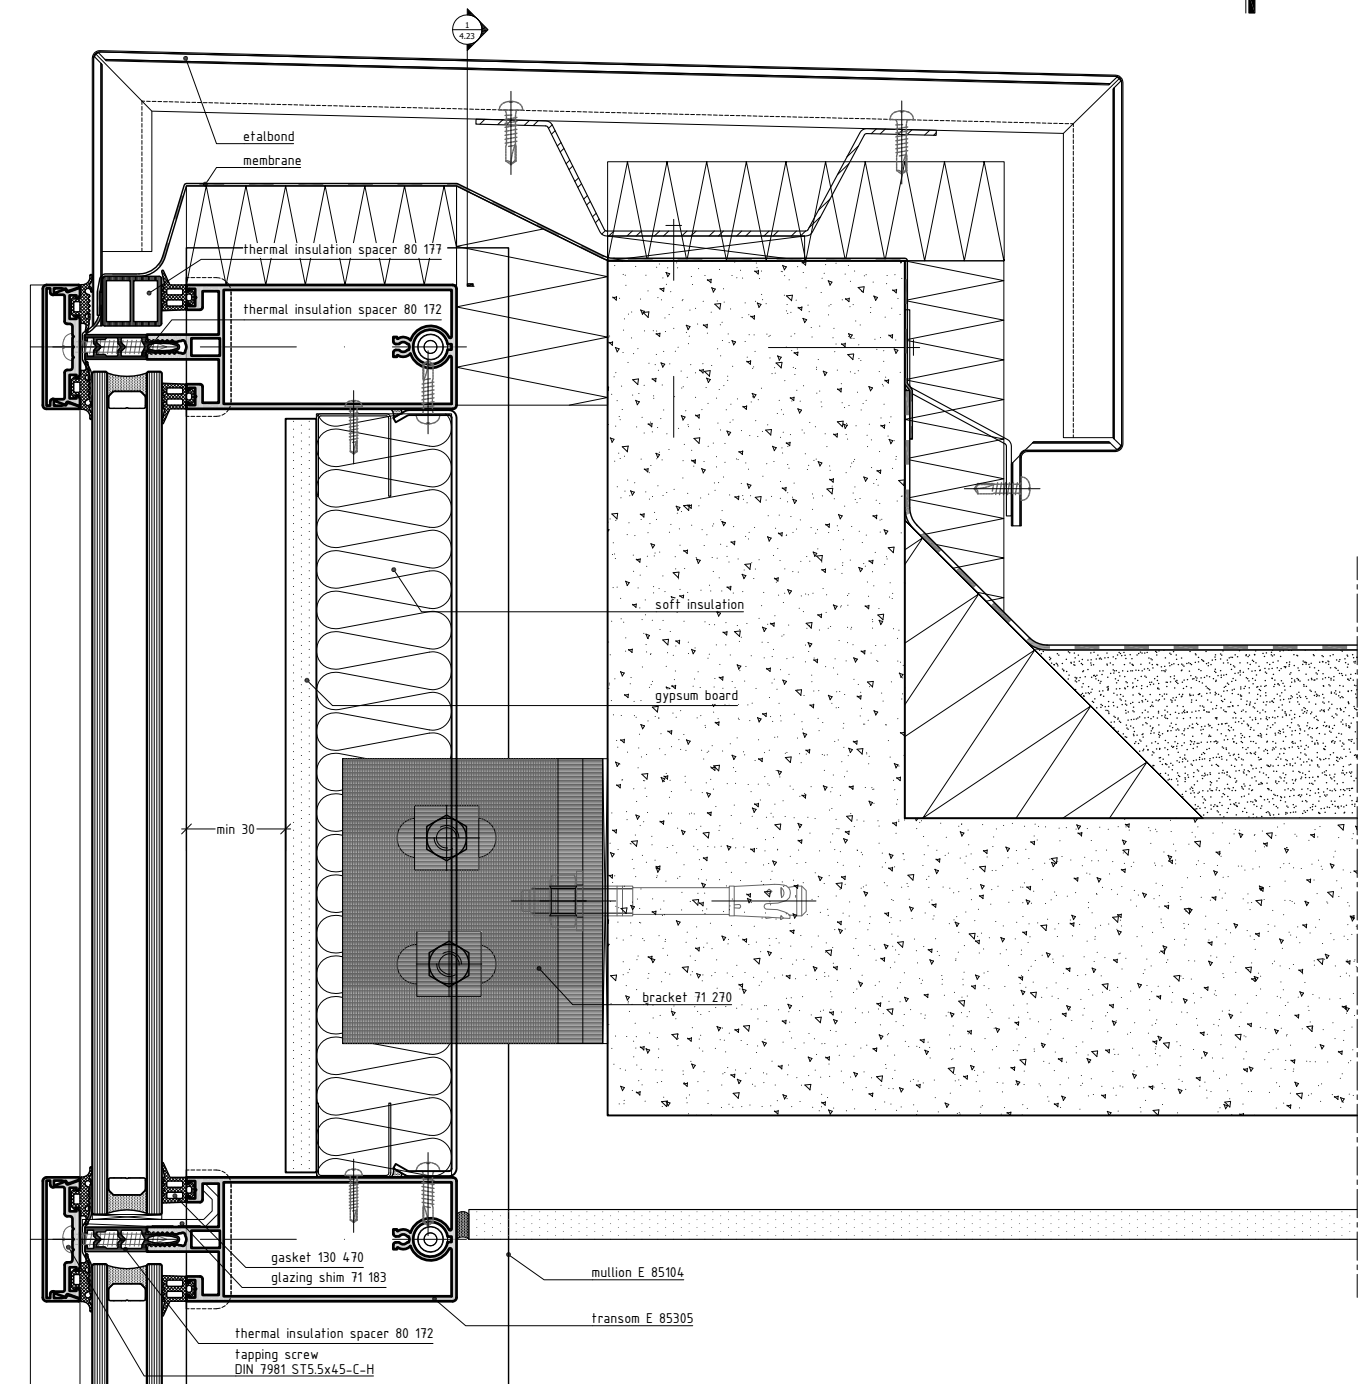 1
4.23
etalbond
membrane
thermal insulation spacer 80 177
thermal insulation spacer 80 172
soft insulation
gypsum board
min 30
bracket 71 270
gasket 130 470
glazing shim 71 183
mullion E 85104
transom E 85305
thermal insulation spacer 80 172
tapping screw
DIN 7981 ST5.5x45-C-H